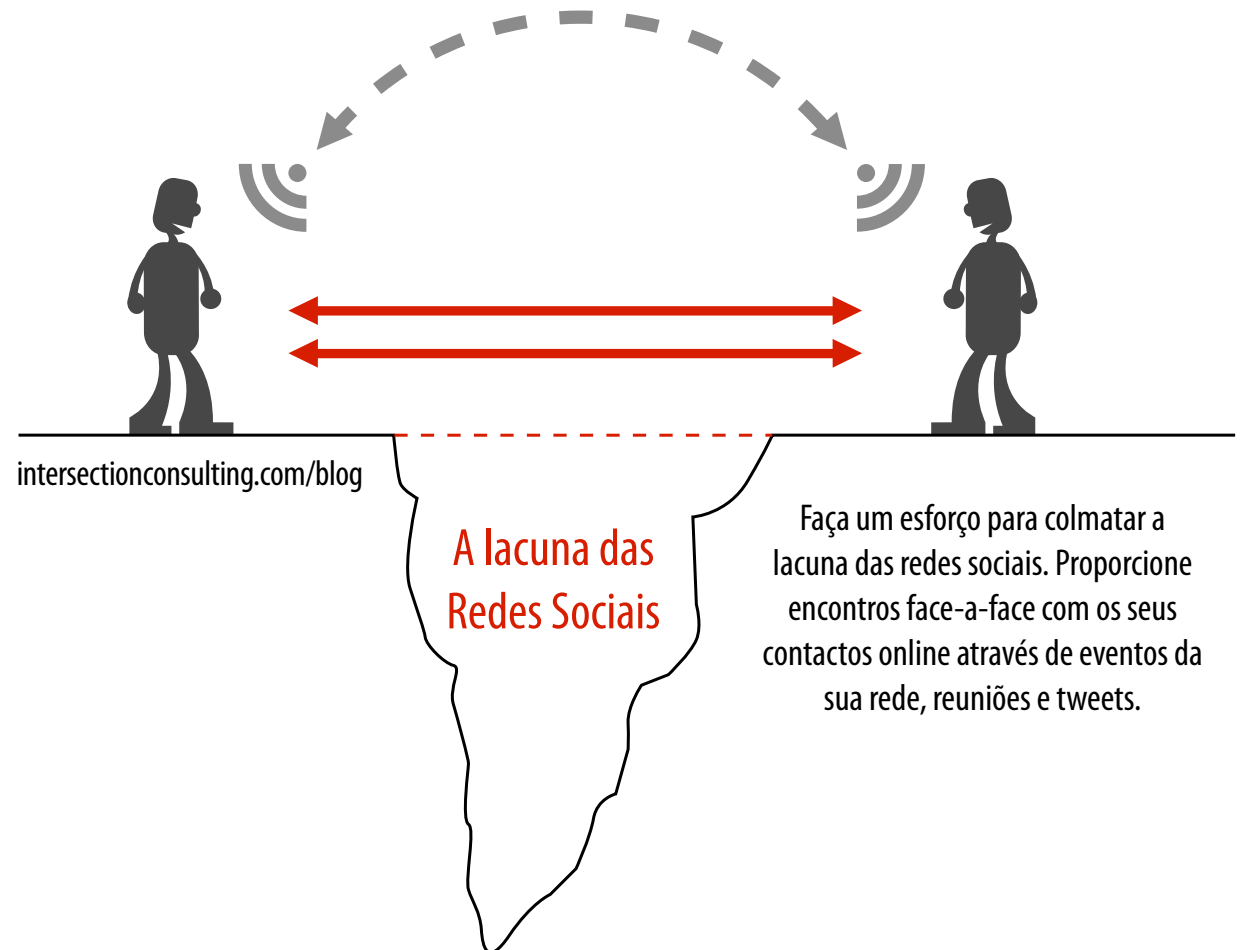 intersectionconsulting.com/blog
A lacuna das
Redes Sociais
Faça um esforço para colmatar a
lacuna das redes sociais. Proporcione
encontros face-a-face com os seus
contactos online através de eventos da
sua rede, reuniões e tweets.